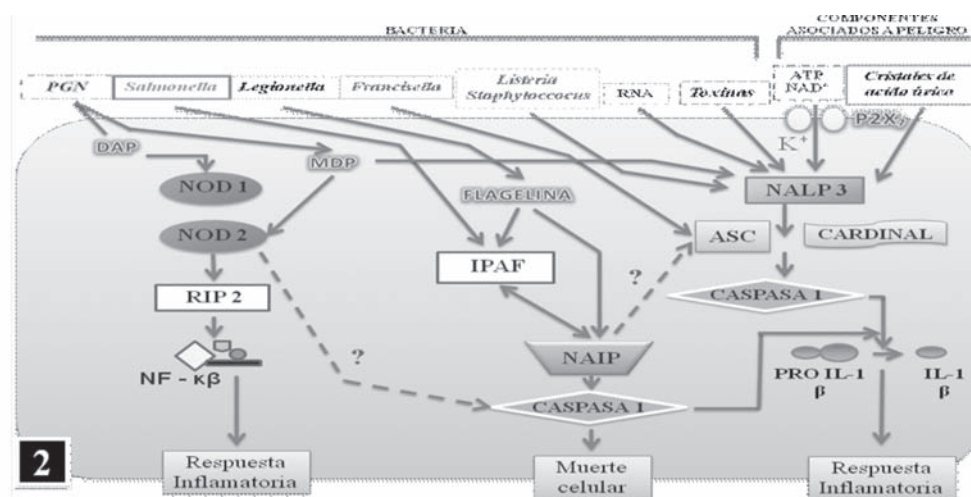 COMPONENTES
BACTERIA
ASOCIADOS A PELIGRO
PGN
Salmonella
Legionella
Francisella
Listeria
Staphytoccocus
RNA
Toxinas
ATP
NAD+
Cristales de
acido úrico
P2X7
K+
DAP
MDP
FLAGELINA
NOD 1
NOD 2
NALP 3
ASC
CARDINAL
IPAF
?
RIP 2
CASPASA 1
?
NAIP
NF - κβ
PRO IL-1
β
IL-1
β
CASPASA 1
2
Respuesta
Inflamatoria
Muerte
celular
Respuesta
Inflamatoria